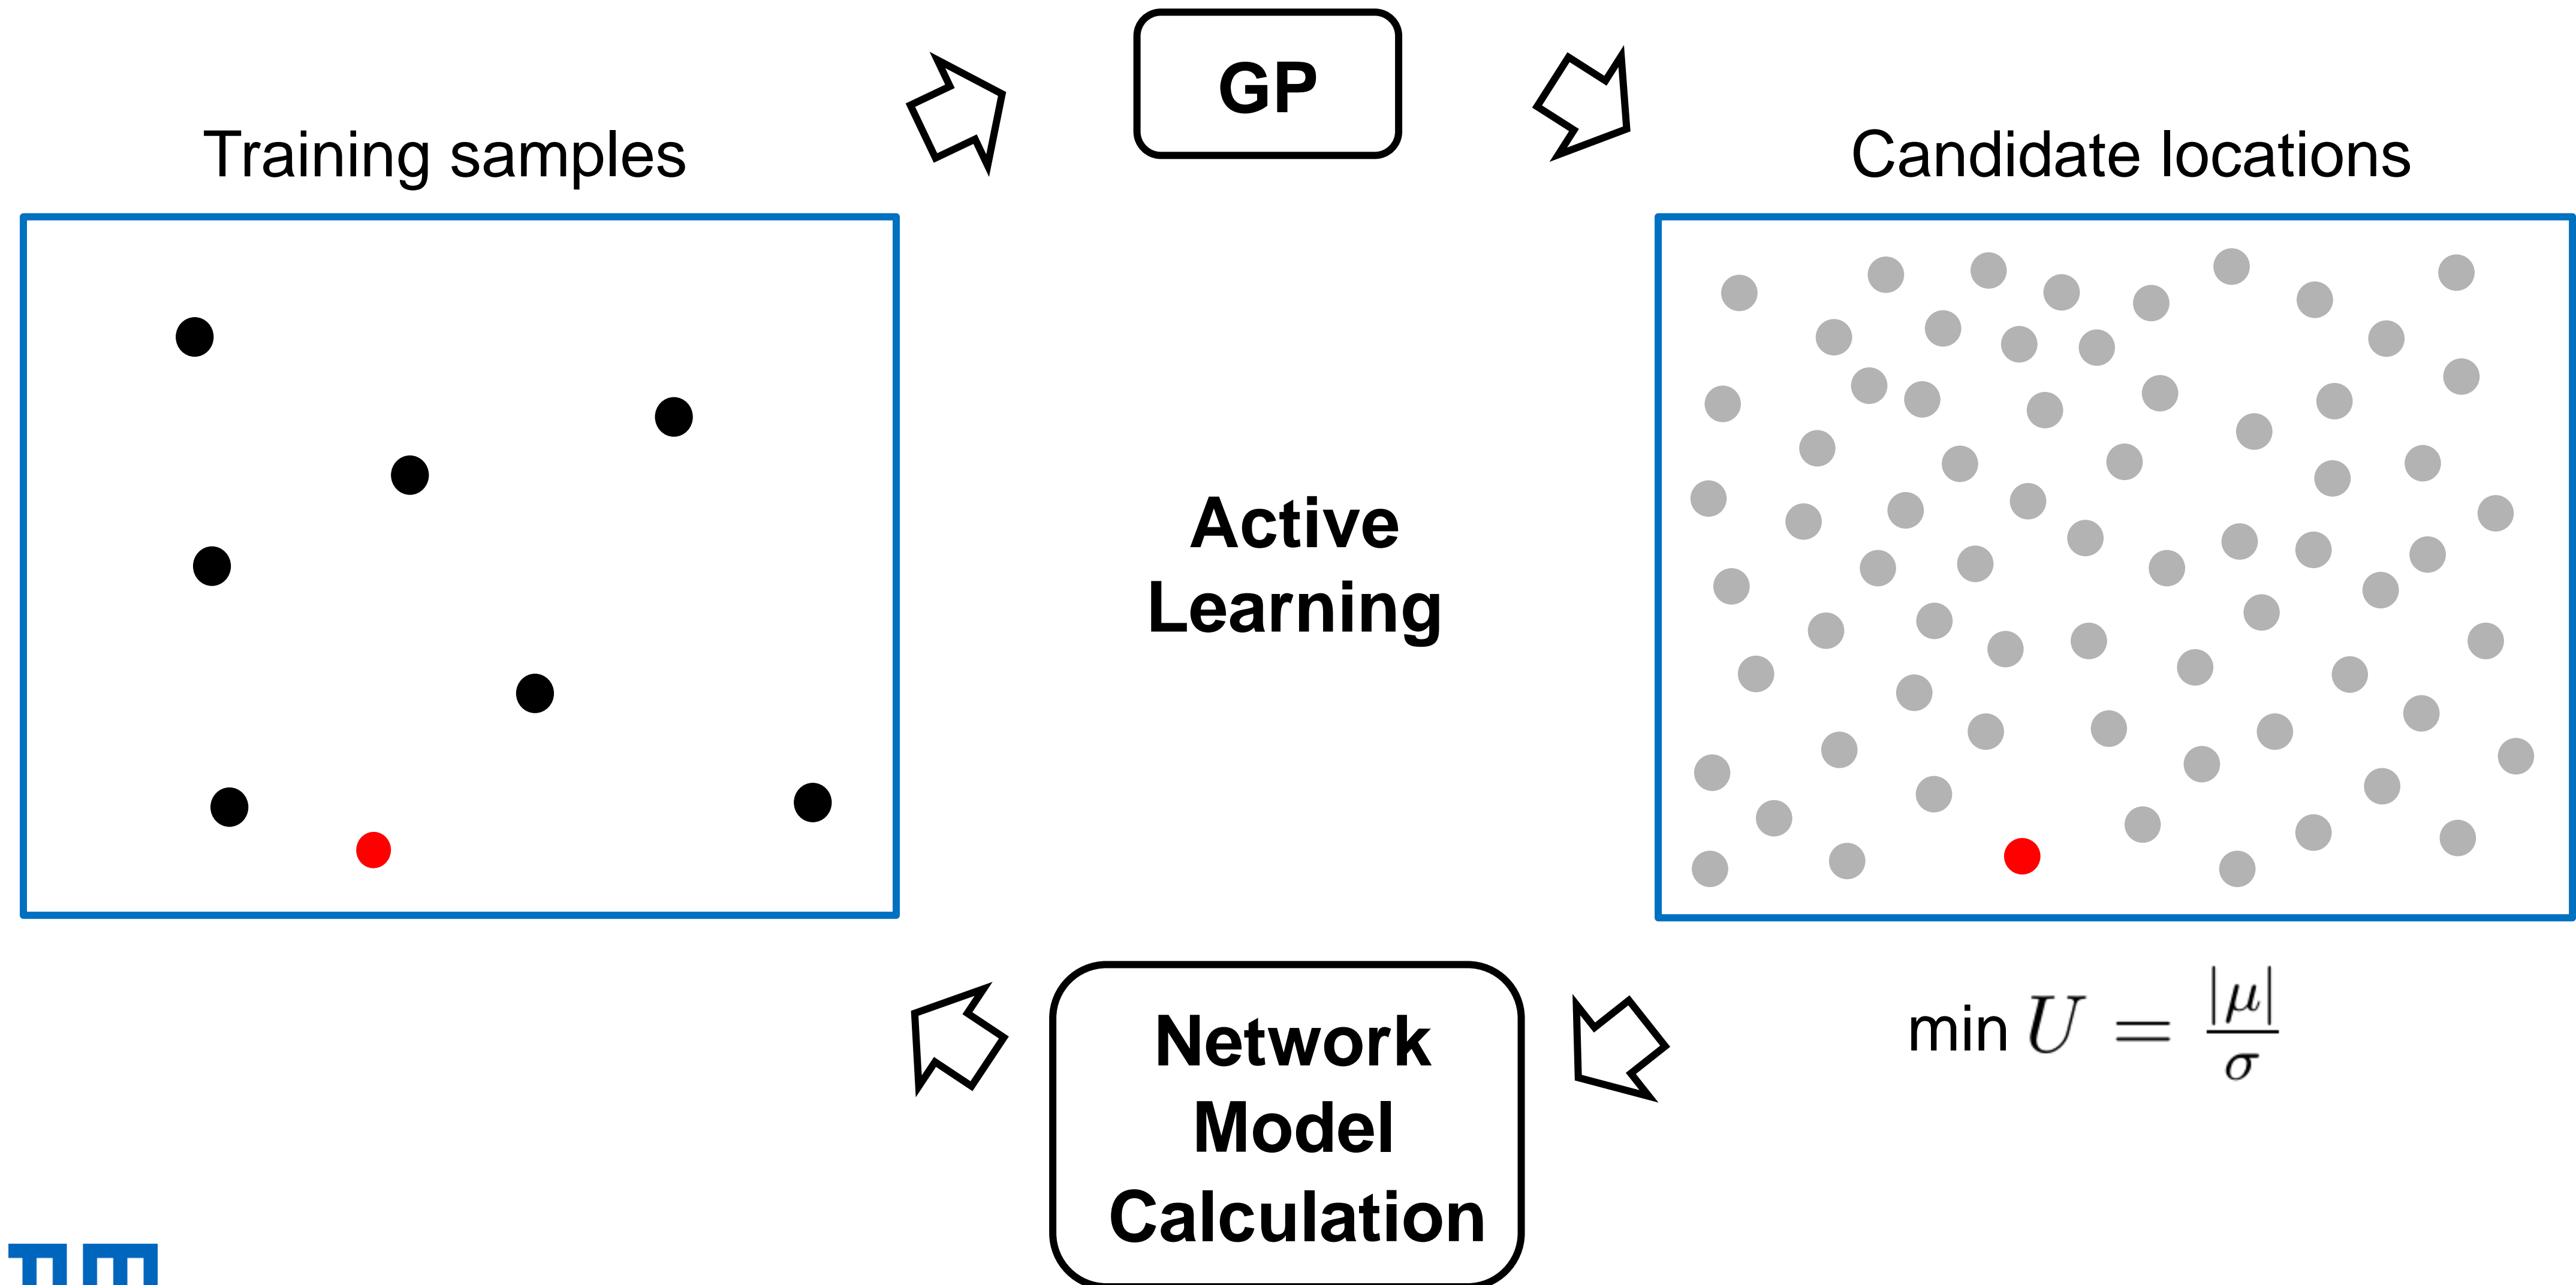 GP
Training samples
Candidate locations
Active
Learning
Network
Model
Calculation
min U = |μ| / σ